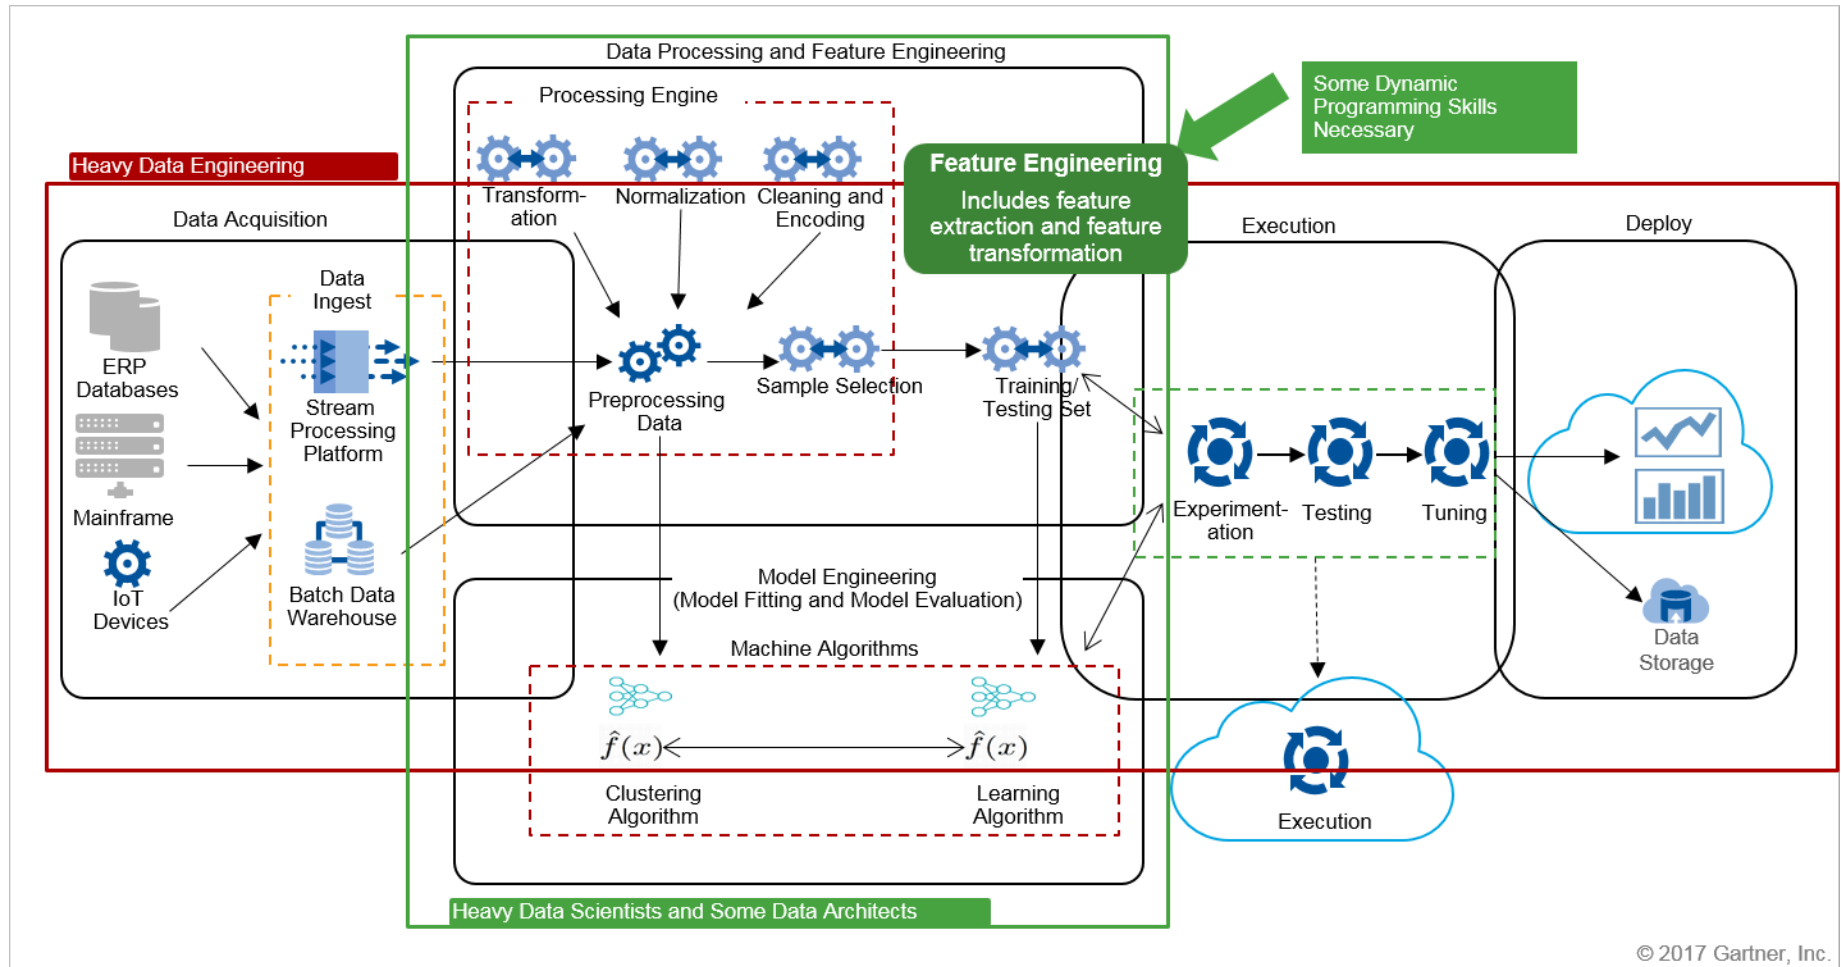 Data Processing and Feature Engineering
Processing Engine
Some Dynamic
Programming Skills
Necessary
Heavy Data Engineering
Feature Engineering
Includes feature
extraction and feature
transformation
Transform-
ation
Normalization
Cleaning and
Encoding
Data Acquisition
Execution
Deploy
Data
Ingest
ERP
Databases
Stream
Processing
Platform
Preprocessing
Data
Sample Selection
Training/
Testing Set
Mainframe
Experiment-
ation
Testing
Tuning
IoT
Devices
Batch Data
Warehouse
Model Engineering
(Model Fitting and Model Evaluation)
Machine Algorithms
Data
Storage
f̂(x)
f̂(x)
Clustering
Algorithm
Learning
Algorithm
Execution
Heavy Data Scientists and Some Data Architects
© 2017 Gartner, Inc.